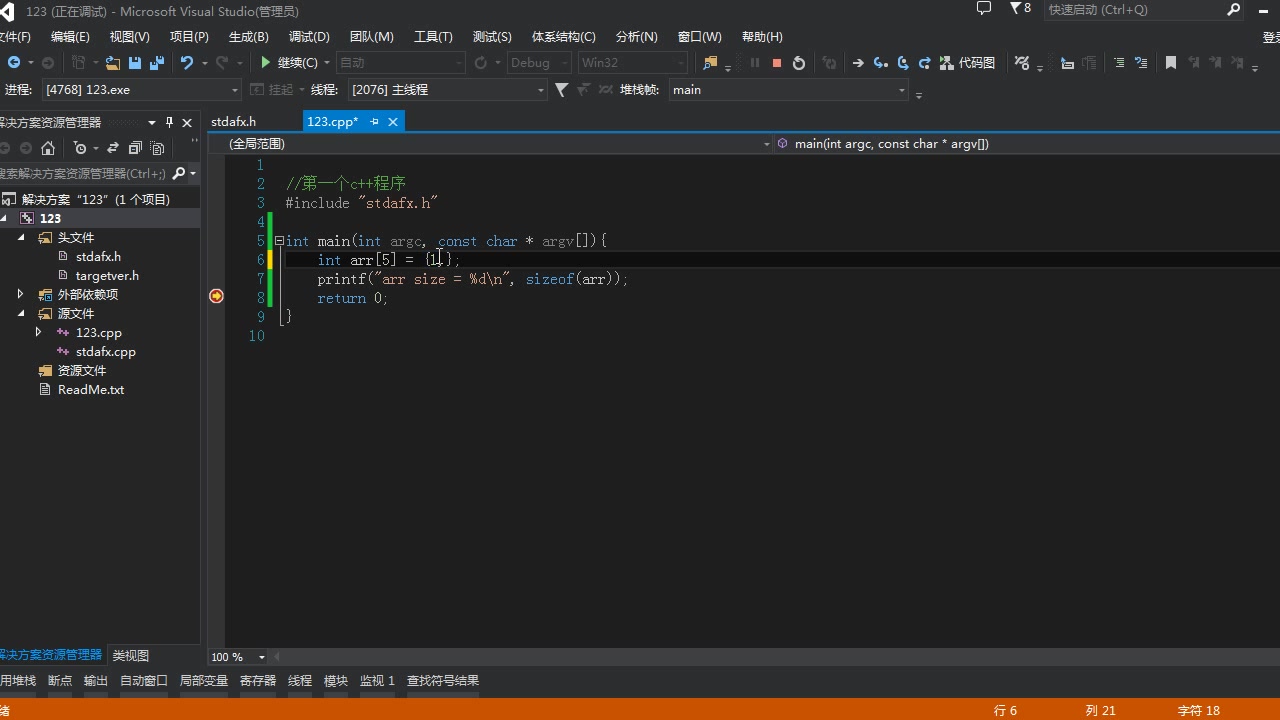 123 (正在调试) - Microsoft Visual Studio(管理员)
8
快速启动 (Ctrl+Q)
文件(F) 编辑(E) 视图(V) 项目(P) 生成(B) 调试(D) 团队(M) 工具(T) 测试(S) 体系结构(C) 分析(N) 窗口(W) 帮助(H)
继续(C) 自动 Debug Win32 代码图
进程: [4768] 123.exe 挂起 线程: [2076] 主线程 堆栈帧: main
解决方案资源管理器
stdafx.h 123.cpp*
(全局范围) main(int argc, const char * argv[])
搜索解决方案资源管理器(Ctrl+;)
解决方案 "123" (1 个项目)
123
头文件
stdafx.h
targetver.h
外部依赖项
源文件
123.cpp
stdafx.cpp
资源文件
ReadMe.txt
1
2 //第一个c++程序
3 #include "stdafx.h"
4
5 int main(int argc, const char * argv[]){
6 int arr[5] = {1 };
7 printf("arr size = %d\n", sizeof(arr));
8 return 0;
9 }
10
100 %
解决方案资源管理器 类视图
用堆栈 断点 输出 自动窗口 局部变量 寄存器 线程 模块 监视 1 查找符号结果
行 6 列 21 字符 18